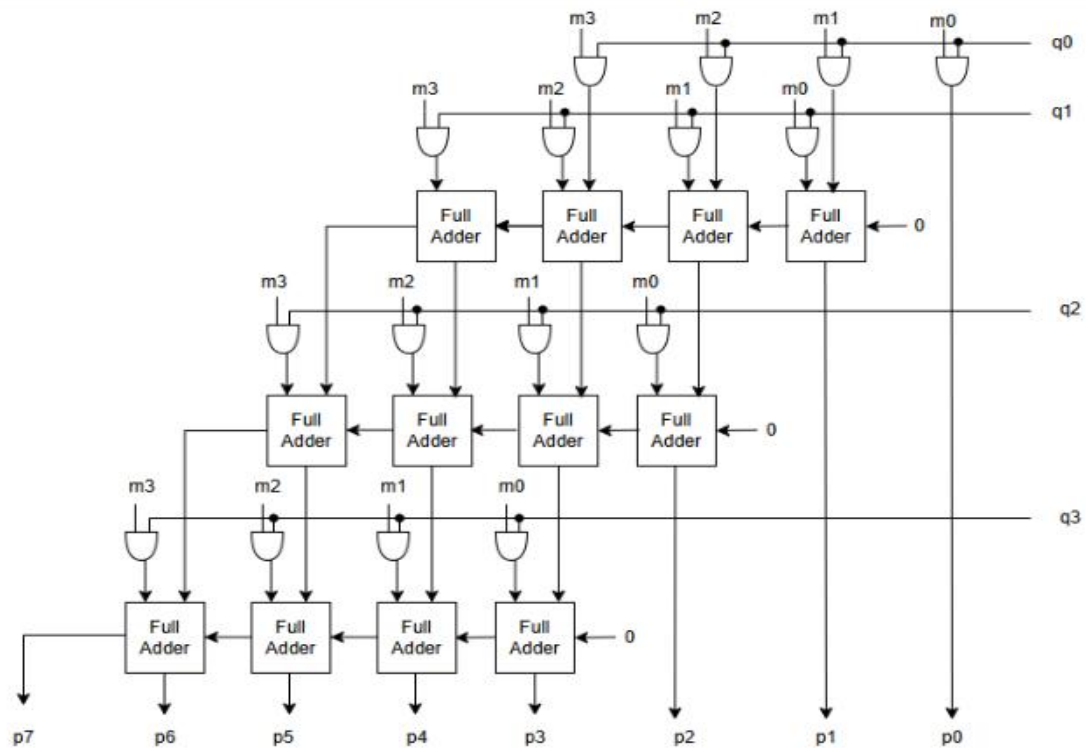 m3 m2 m1 m0
q0
m3 m2 m1 m0
q1
Full Adder
Full Adder
Full Adder
Full Adder
0
m3 m2 m1 m0
q2
Full Adder
Full Adder
Full Adder
Full Adder
0
m3 m2 m1 m0
q3
Full Adder
Full Adder
Full Adder
Full Adder
0
p7 p6 p5 p4 p3 p2 p1 p0